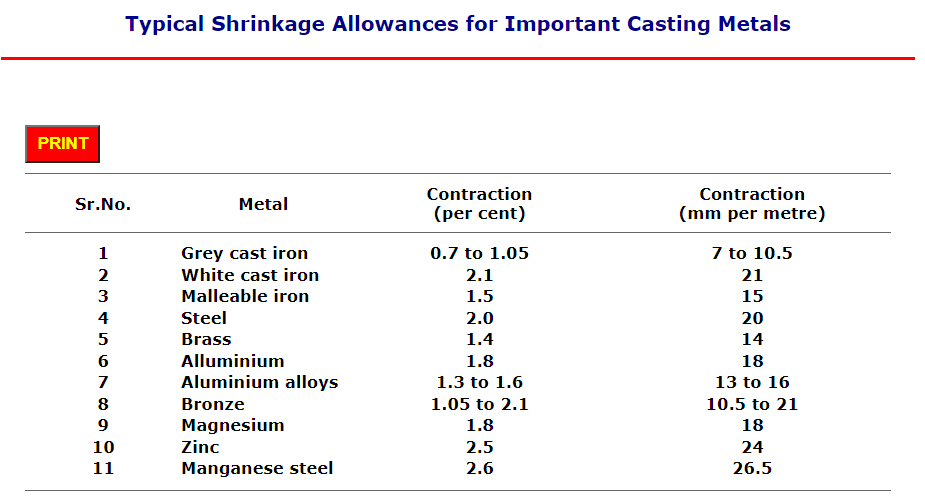 Typical Shrinkage Allowances for Important Casting Metals
PRINT
Sr.No. Metal Contraction (per cent) Contraction (mm per metre)
1 Grey cast iron 0.7 to 1.05 7 to 10.5
2 White cast iron 2.1 21
3 Malleable iron 1.5 15
4 Steel 2.0 20
5 Brass 1.4 14
6 Alluminium 1.8 18
7 Aluminium alloys 1.3 to 1.6 13 to 16
8 Bronze 1.05 to 2.1 10.5 to 21
9 Magnesium 1.8 18
10 Zinc 2.5 24
11 Manganese steel 2.6 26.5